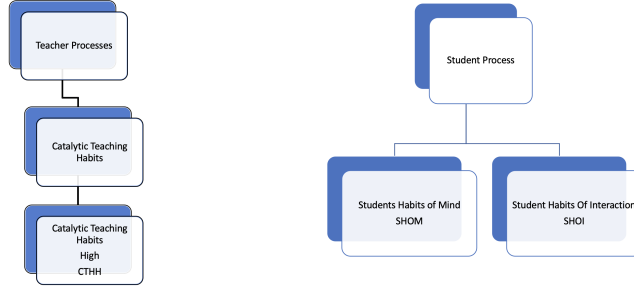 Teacher Processes
Catalytic Teaching
Habits
Catalytic Teaching
Habits
High
CTHH
Student Process
Students Habits of Mind
SHOM
Student Habits Of Interaction
SHOI